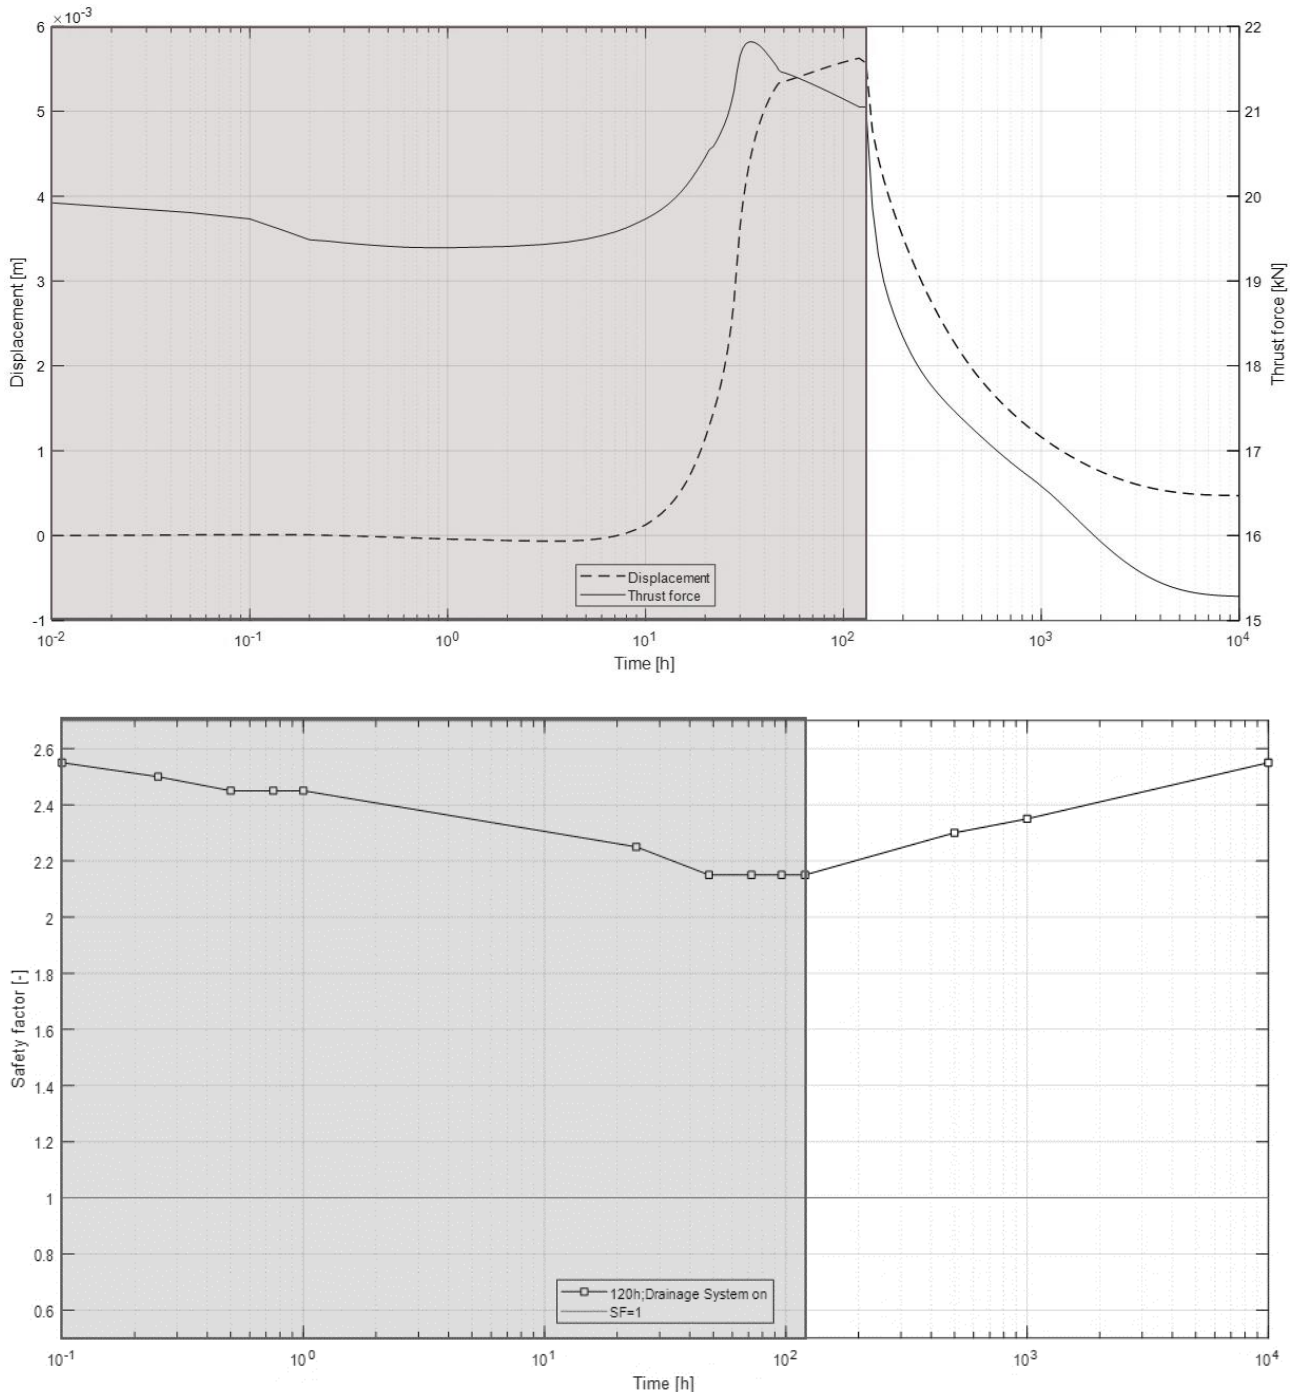 ×10⁻³
6
5
4
3
2
1
0
-1
Displacement [m]
22
21
20
19
18
17
16
15
Thrust force [kN]
Displacement
Thrust force
10⁻² 10⁻¹ 10⁰ 10¹ 10² 10³ 10⁴
Time [h]
2.6
2.4
2.2
2
1.8
1.6
1.4
1.2
1
0.8
0.6
Safety factor [-]
120h;Drainage System on
SF=1
10⁻¹ 10⁰ 10¹ 10² 10³ 10⁴
Time [h]